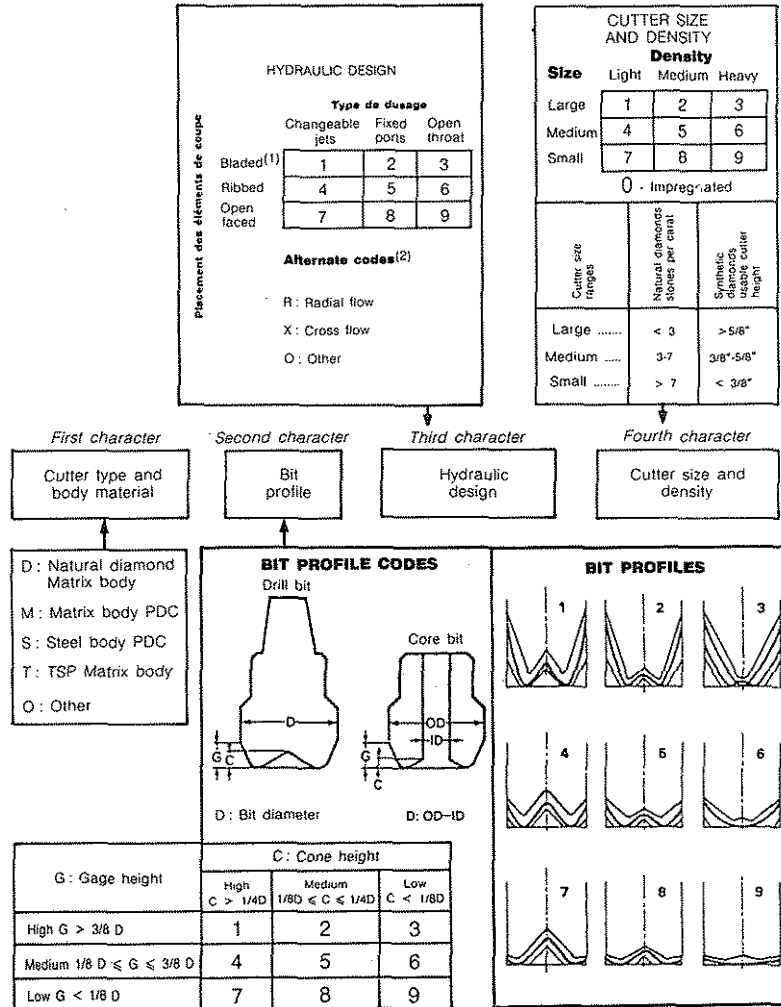 HYDRAULIC DESIGN
Placement des éléments de coupe
Type de dusage
Changeable jets
Fixed ports
Open throat
Bladed(1) 1 2 3
Ribbed 4 5 6
Open faced 7 8 9
Alternate codes(2)
R : Radial flow
X : Cross flow
O : Other
CUTTER SIZE
AND DENSITY
Density
Size Light Medium Heavy
Large 1 2 3
Medium 4 5 6
Small 7 8 9
0 - Impregnated
Cutter size ranges
Natural diamonds stones per carat
Synthetic diamonds usable cutter height
Large ....... < 3 >5/8"
Medium ..... 3-7 3/8"-5/8"
Small ........ > 7 < 3/8"
First character
Second character
Third character
Fourth character
Cutter type and
body material
Bit
profile
Hydraulic
design
Cutter size and
density
D : Natural diamond
Matrix body
M : Matrix body PDC
S : Steel body PDC
T : TSP Matrix body
O : Other
BIT PROFILE CODES
Drill bit
Core bit
D
G
C
OD
ID
G
C
D : Bit diameter
D: OD-ID
BIT PROFILES
1 2 3
4 5 6
7 8 9
G : Gage height
C : Cone height
High
C > 1/4D
Medium
1/8D ⩽ C ⩽ 1/4D
Low
C < 1/8D
High G > 3/8 D 1 2 3
Medium 1/8 D ⩽ G ⩽ 3/8 D 4 5 6
Low G < 1/8 D 7 8 9